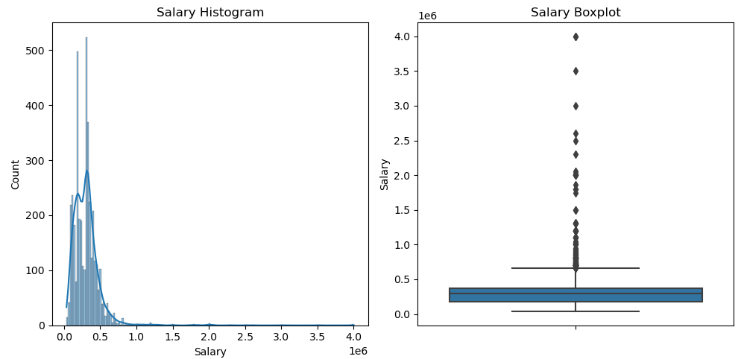 Salary Histogram
500
400
300
200
100
0
Count
0.0 0.5 1.0 1.5 2.0 2.5 3.0 3.5 4.0
1e6
Salary
Salary Boxplot
1e6
4.0
3.5
3.0
2.5
2.0
1.5
1.0
0.5
0.0
Salary